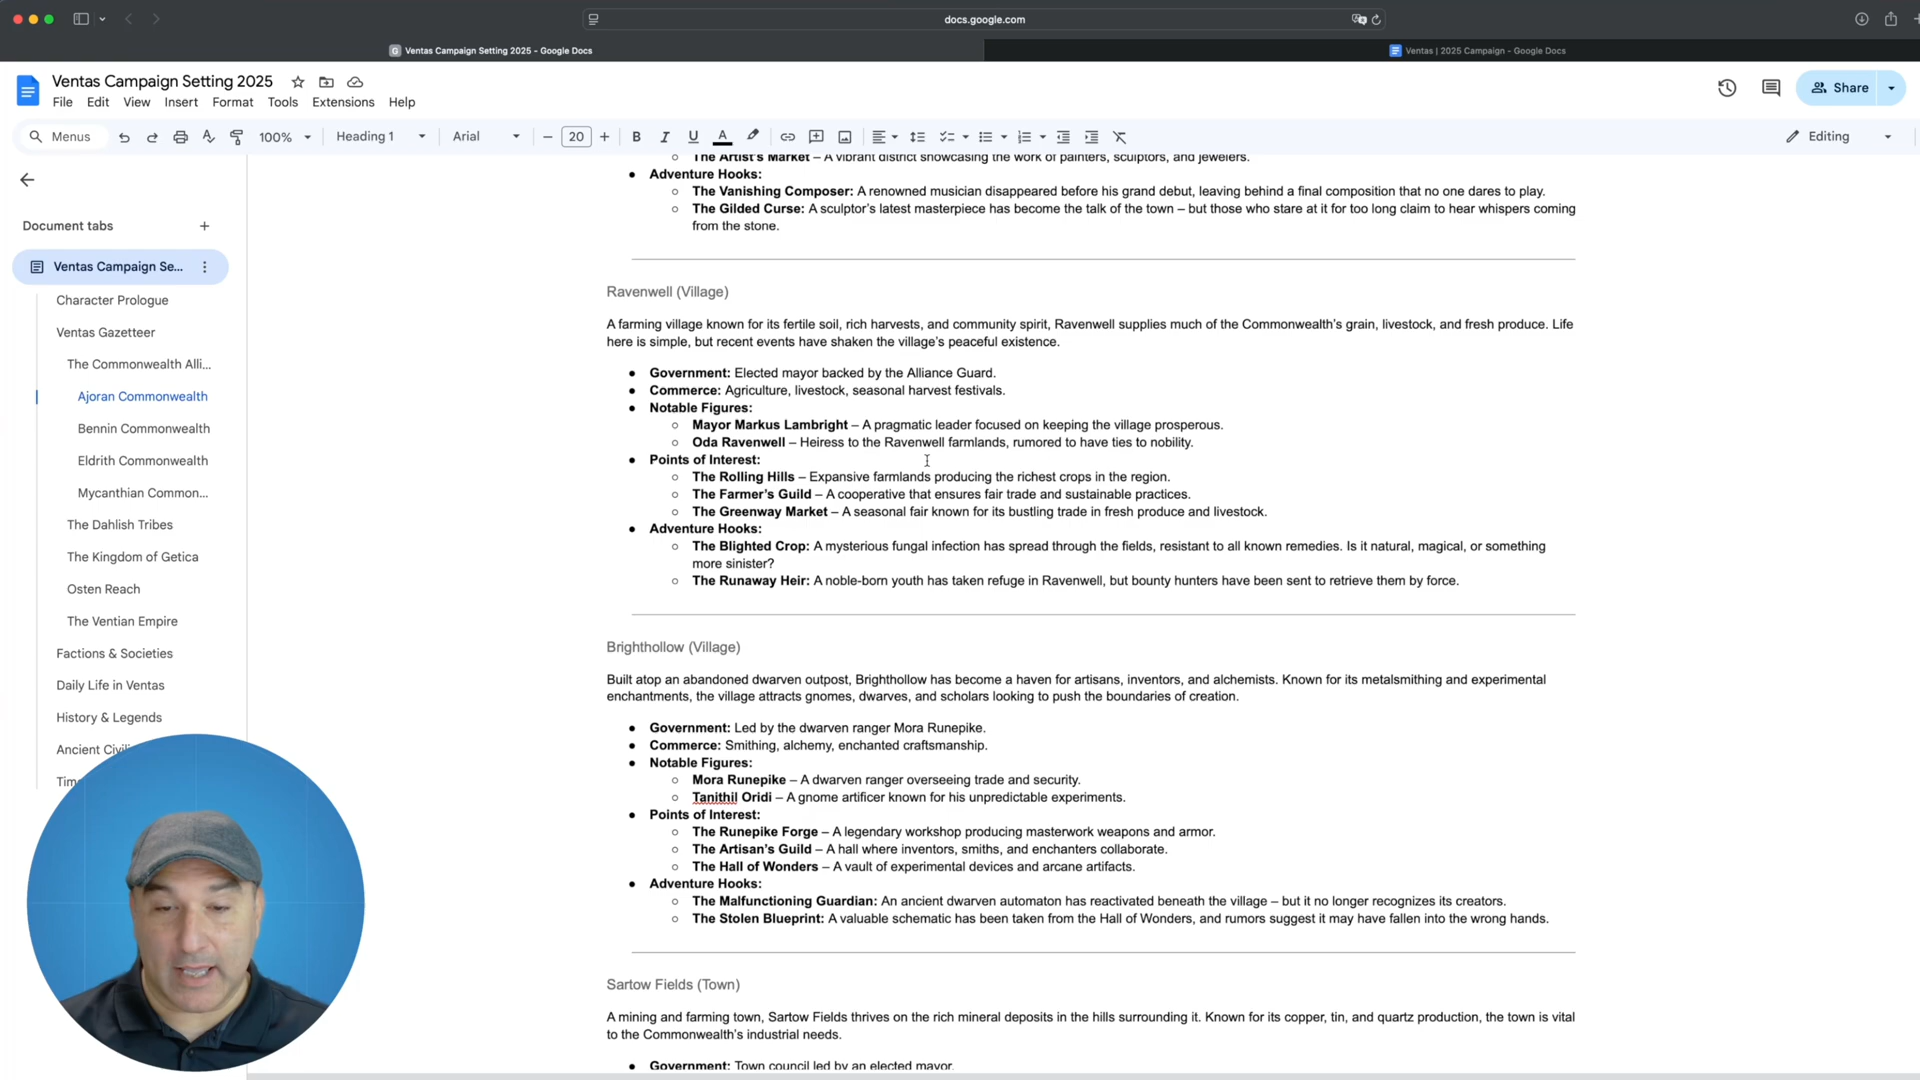 docs.google.com
Ventas Campaign Setting 2025 - Google Docs
Ventas | 2025 Campaign - Google Docs
Ventas Campaign Setting 2025
File Edit View Insert Format Tools Extensions Help
Share
Menus 100% Heading 1 Arial 20 Editing
Document tabs
Ventas Campaign Se...
Character Prologue
Ventas Gazetteer
The Commonwealth Alli...
Ajoran Commonwealth
Bennin Commonwealth
Eldrith Commonwealth
Mycanthian Common...
The Dahlish Tribes
The Kingdom of Getica
Osten Reach
The Ventian Empire
Factions & Societies
Daily Life in Ventas
History & Legends
Ancient Civili
Time
The Artist's Market – A vibrant district showcasing the work of painters, sculptors, and jewelers.
Adventure Hooks:
The Vanishing Composer: A renowned musician disappeared before his grand debut, leaving behind a final composition that no one dares to play.
The Gilded Curse: A sculptor's latest masterpiece has become the talk of the town – but those who stare at it for too long claim to hear whispers coming
from the stone.
Ravenwell (Village)
A farming village known for its fertile soil, rich harvests, and community spirit, Ravenwell supplies much of the Commonwealth's grain, livestock, and fresh produce. Life
here is simple, but recent events have shaken the village's peaceful existence.
Government: Elected mayor backed by the Alliance Guard.
Commerce: Agriculture, livestock, seasonal harvest festivals.
Notable Figures:
Mayor Markus Lambright – A pragmatic leader focused on keeping the village prosperous.
Oda Ravenwell – Heiress to the Ravenwell farmlands, rumored to have ties to nobility.
Points of Interest:
The Rolling Hills – Expansive farmlands producing the richest crops in the region.
The Farmer's Guild – A cooperative that ensures fair trade and sustainable practices.
The Greenway Market – A seasonal fair known for its bustling trade in fresh produce and livestock.
Adventure Hooks:
The Blighted Crop: A mysterious fungal infection has spread through the fields, resistant to all known remedies. Is it natural, magical, or something
more sinister?
The Runaway Heir: A noble-born youth has taken refuge in Ravenwell, but bounty hunters have been sent to retrieve them by force.
Brighthollow (Village)
Built atop an abandoned dwarven outpost, Brighthollow has become a haven for artisans, inventors, and alchemists. Known for its metalsmithing and experimental
enchantments, the village attracts gnomes, dwarves, and scholars looking to push the boundaries of creation.
Government: Led by the dwarven ranger Mora Runepike.
Commerce: Smithing, alchemy, enchanted craftsmanship.
Notable Figures:
Mora Runepike – A dwarven ranger overseeing trade and security.
Tanithil Oridi – A gnome artificer known for his unpredictable experiments.
Points of Interest:
The Runepike Forge – A legendary workshop producing masterwork weapons and armor.
The Artisan's Guild – A hall where inventors, smiths, and enchanters collaborate.
The Hall of Wonders – A vault of experimental devices and arcane artifacts.
Adventure Hooks:
The Malfunctioning Guardian: An ancient dwarven automaton has reactivated beneath the village – but it no longer recognizes its creators.
The Stolen Blueprint: A valuable schematic has been taken from the Hall of Wonders, and rumors suggest it may have fallen into the wrong hands.
Sartow Fields (Town)
A mining and farming town, Sartow Fields thrives on the rich mineral deposits in the hills surrounding it. Known for its copper, tin, and quartz production, the town is vital
to the Commonwealth's industrial needs.
Government: Town council led by an elected mayor.